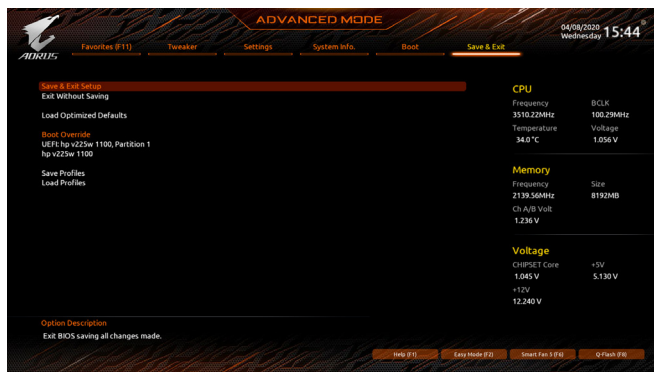 ADVANCED MODE
04/08/2020
Wednesday 15:44
AORUS
Favorites (F11) Tweaker Settings System Info. Boot Save & Exit
Save & Exit Setup
Exit Without Saving
Load Optimized Defaults
Boot Override
UEFI: hp v225w 1100, Partition 1
hp v225w 1100
Save Profiles
Load Profiles
CPU
Frequency BCLK
3510.22MHz 100.29MHz
Temperature Voltage
34.0 °C 1.056 V
Memory
Frequency Size
2139.56MHz 8192MB
Ch A/B Volt
1.236 V
Voltage
CHIPSET Core +5V
1.045 V 5.130 V
+12V
12.240 V
Option Description
Exit BIOS saving all changes made.
Help (F1) Easy Mode (F2) Smart Fan 5 (F6) Q-Flash (F8)